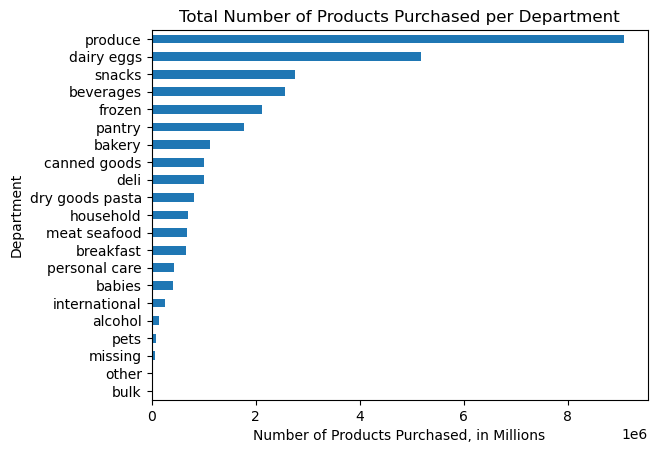 Total Number of Products Purchased per Department
produce
dairy eggs
snacks
beverages
frozen
pantry
bakery
canned goods
deli
dry goods pasta
household
meat seafood
breakfast
personal care
babies
international
alcohol
pets
missing
other
bulk
Department
0 2 4 6 8
1e6
Number of Products Purchased, in Millions